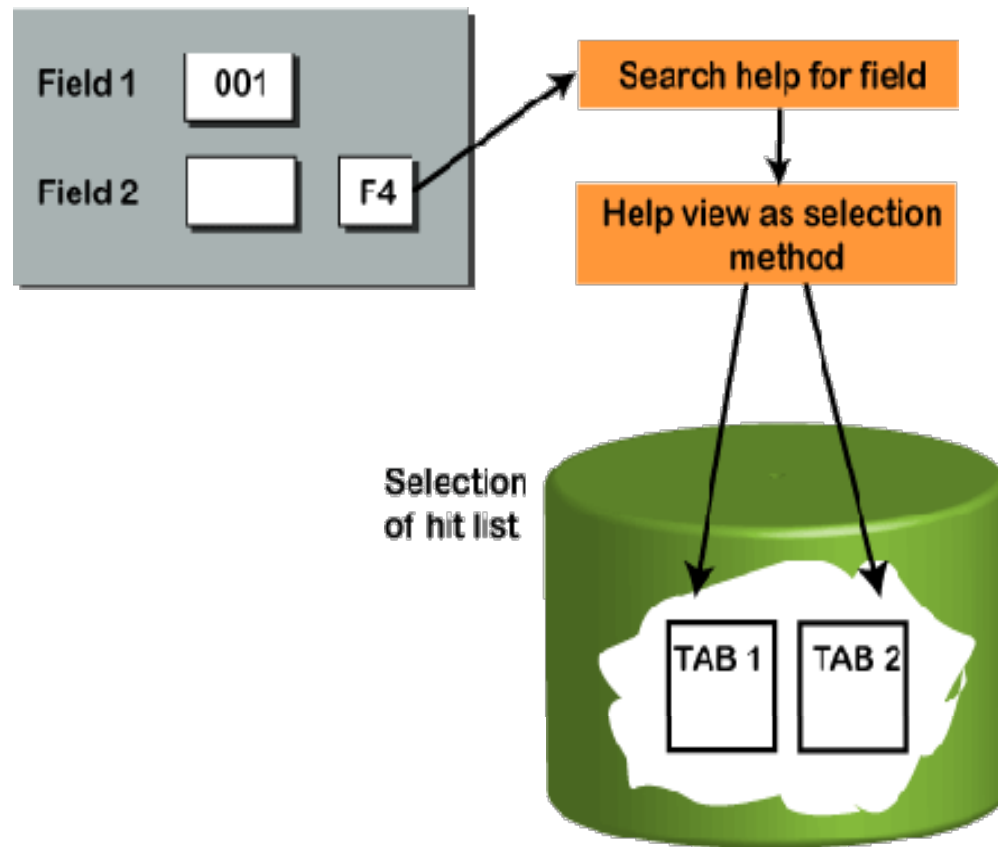 Field 1
001
Field 2
F4
Search help for field
Help view as selection
method
Selection
of hit list
TAB 1
TAB 2